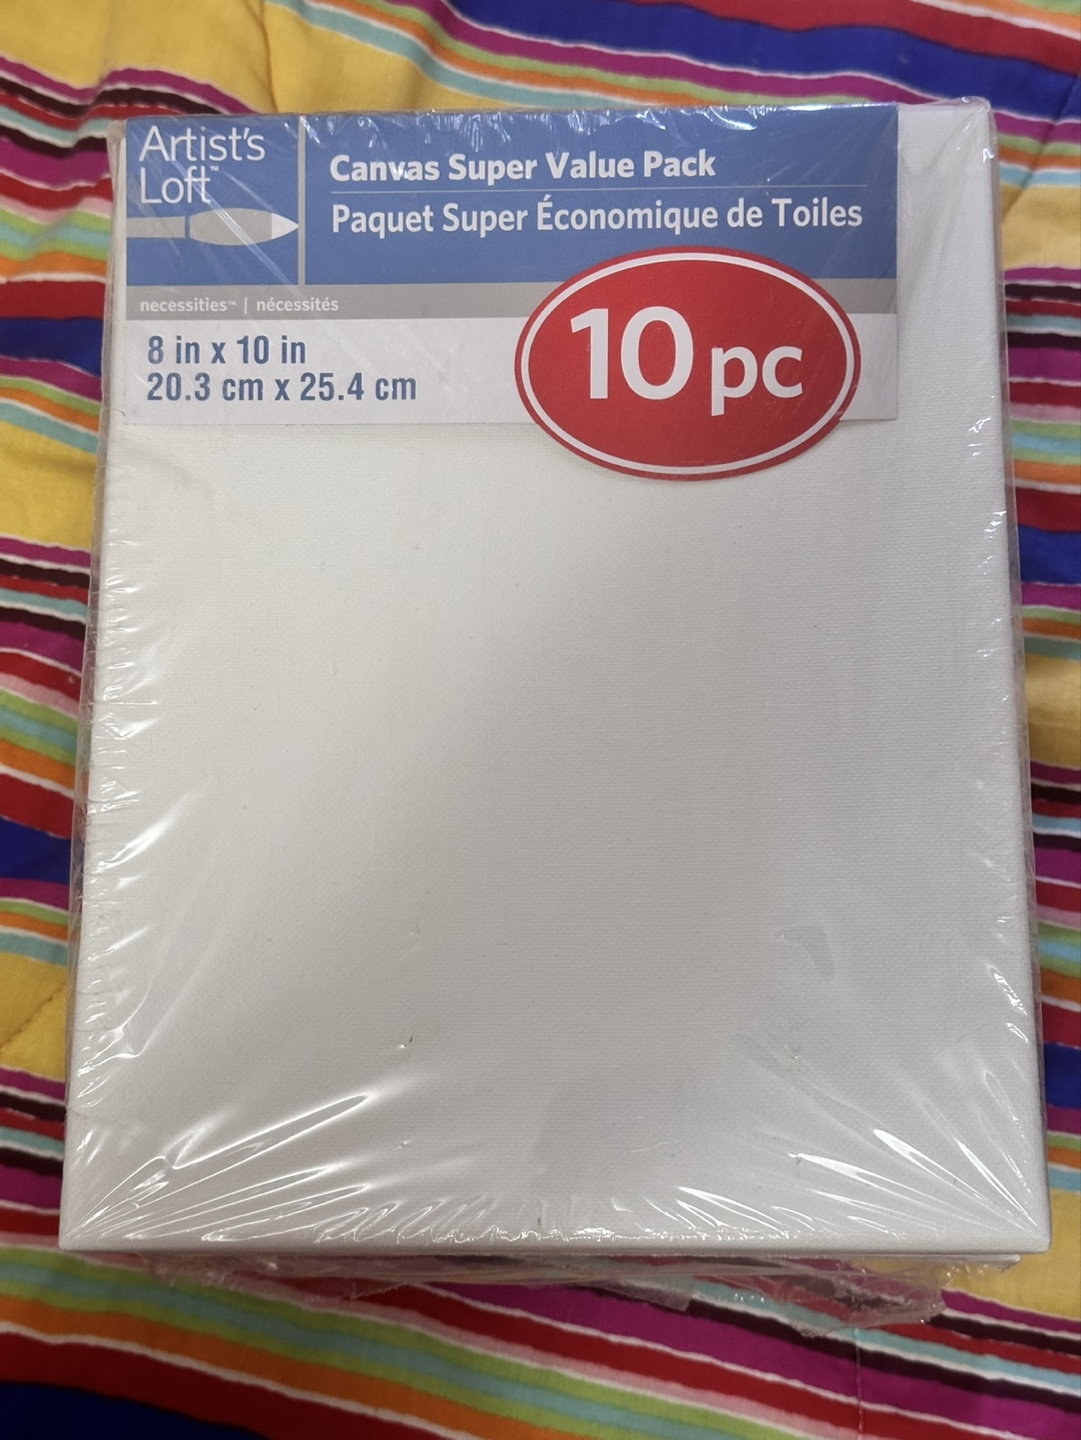 Artist's
Loft™
Canvas Super Value Pack
Paquet Super Économique de Toiles
necessities™ | nécessités
8 in x 10 in
20.3 cm x 25.4 cm
10 pc